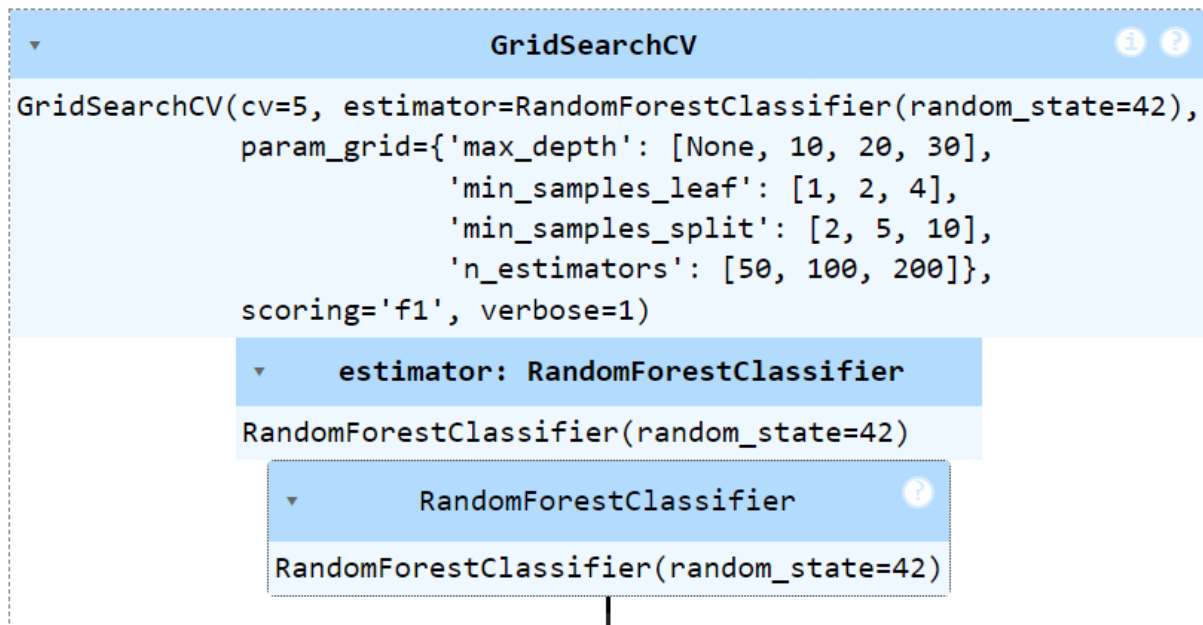 GridSearchCV
GridSearchCV(cv=5, estimator=RandomForestClassifier(random_state=42),
param_grid={'max_depth': [None, 10, 20, 30],
'min_samples_leaf': [1, 2, 4],
'min_samples_split': [2, 5, 10],
'n_estimators': [50, 100, 200]},
scoring='f1', verbose=1)
estimator: RandomForestClassifier
RandomForestClassifier(random_state=42)
RandomForestClassifier
RandomForestClassifier(random_state=42)